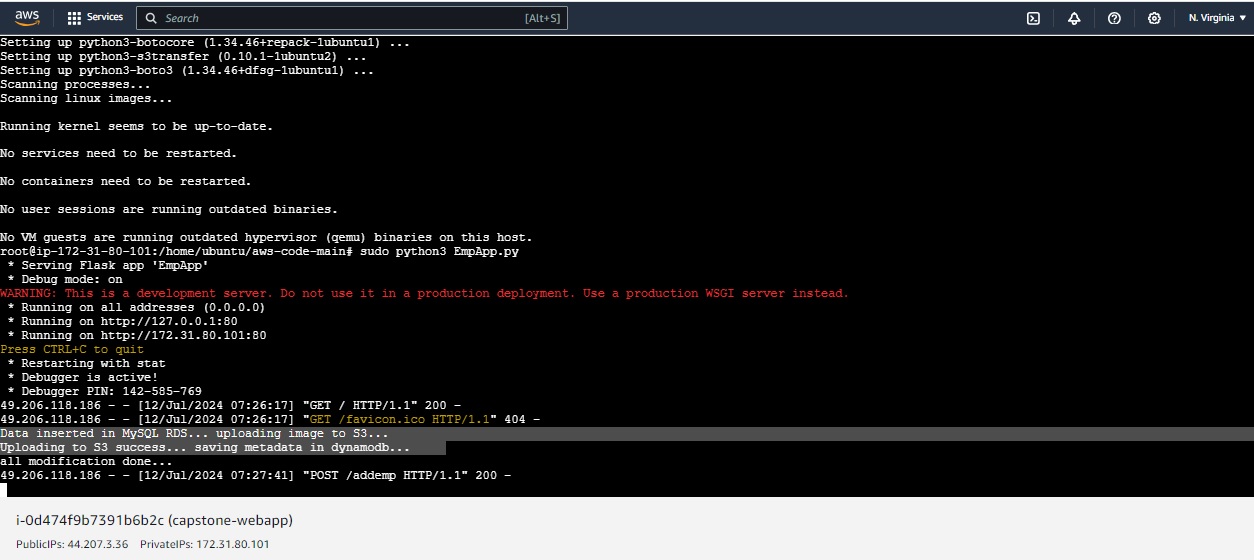 aws Services Search [Alt+S] N. Virginia
Setting up python3-botocore (1.34.46+repack-1ubuntu1) ...
Setting up python3-s3transfer (0.10.1-1ubuntu2) ...
Setting up python3-boto3 (1.34.46+dfsg-1ubuntu1) ...
Scanning processes...
Scanning linux images...
Running kernel seems to be up-to-date.
No services need to be restarted.
No containers need to be restarted.
No user sessions are running outdated binaries.
No VM guests are running outdated hypervisor (qemu) binaries on this host.
root@ip-172-31-80-101:/home/ubuntu/aws-code-main# sudo python3 EmpApp.py
* Serving Flask app 'EmpApp'
* Debug mode: on
WARNING: This is a development server. Do not use it in a production deployment. Use a production WSGI server instead.
* Running on all addresses (0.0.0.0)
* Running on http://127.0.0.1:80
* Running on http://172.31.80.101:80
Press CTRL+C to quit
* Restarting with stat
* Debugger is active!
* Debugger PIN: 142-585-769
49.206.118.186 - - [12/Jul/2024 07:26:17] "GET / HTTP/1.1" 200 -
49.206.118.186 - - [12/Jul/2024 07:26:17] "GET /favicon.ico HTTP/1.1" 404 -
Data inserted in MySQL RDS... uploading image to S3...
Uploading to S3 success... saving metadata in dynamodb...
all modification done...
49.206.118.186 - - [12/Jul/2024 07:27:41] "POST /addemp HTTP/1.1" 200 -
i-0d474f9b7391b6b2c (capstone-webapp)
PublicIPs: 44.207.3.36 PrivateIPs: 172.31.80.101